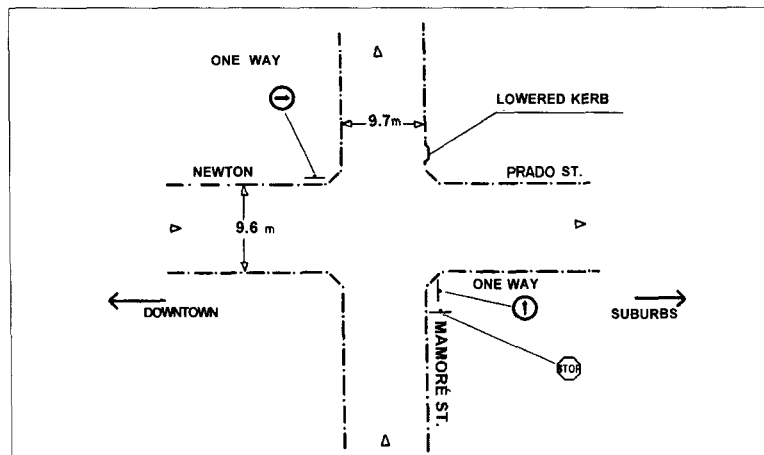 ONE WAY
LOWERED KERB
9.7m
NEWTON
PRADO ST.
9.6 m
ONE WAY
DOWNTOWN
SUBURBS
MAMORÉ ST.
STOP